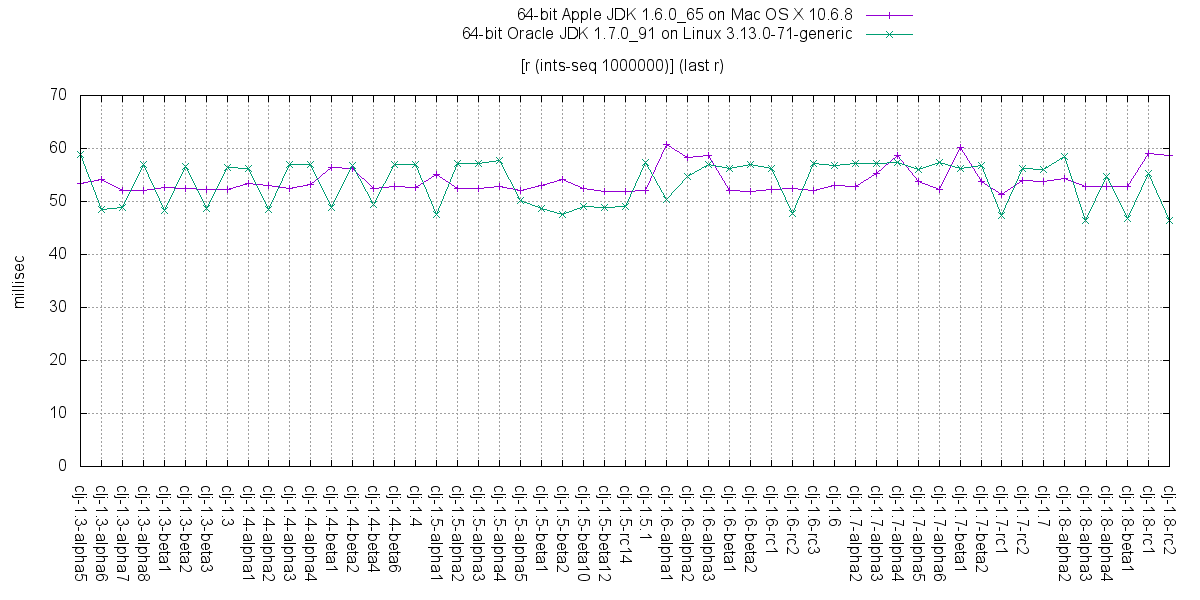 64-bit Apple JDK 1.6.0_65 on Mac OS X 10.6.8
64-bit Oracle JDK 1.7.0_91 on Linux 3.13.0-71-generic
[r (ints-seq 1000000)] (last r)
70
60
50
40
30
20
10
0
millisec
clj-1.3-alpha5
clj-1.3-alpha6
clj-1.3-alpha7
clj-1.3-alpha8
clj-1.3-beta1
clj-1.3-beta2
clj-1.3-beta3
clj-1.3
clj-1.4-alpha1
clj-1.4-alpha2
clj-1.4-alpha3
clj-1.4-alpha4
clj-1.4-beta1
clj-1.4-beta2
clj-1.4-beta4
clj-1.4-beta6
clj-1.4
clj-1.5-alpha1
clj-1.5-alpha2
clj-1.5-alpha3
clj-1.5-alpha4
clj-1.5-alpha5
clj-1.5-beta1
clj-1.5-beta2
clj-1.5-beta10
clj-1.5-beta12
clj-1.5-rc14
clj-1.5.1
clj-1.6-alpha1
clj-1.6-alpha2
clj-1.6-alpha3
clj-1.6-beta1
clj-1.6-beta2
clj-1.6-rc1
clj-1.6-rc2
clj-1.6-rc3
clj-1.6
clj-1.7-alpha2
clj-1.7-alpha3
clj-1.7-alpha4
clj-1.7-alpha5
clj-1.7-alpha6
clj-1.7-beta1
clj-1.7-beta2
clj-1.7-rc1
clj-1.7-rc2
clj-1.7
clj-1.8-alpha2
clj-1.8-alpha3
clj-1.8-alpha4
clj-1.8-beta1
clj-1.8-rc1
clj-1.8-rc2